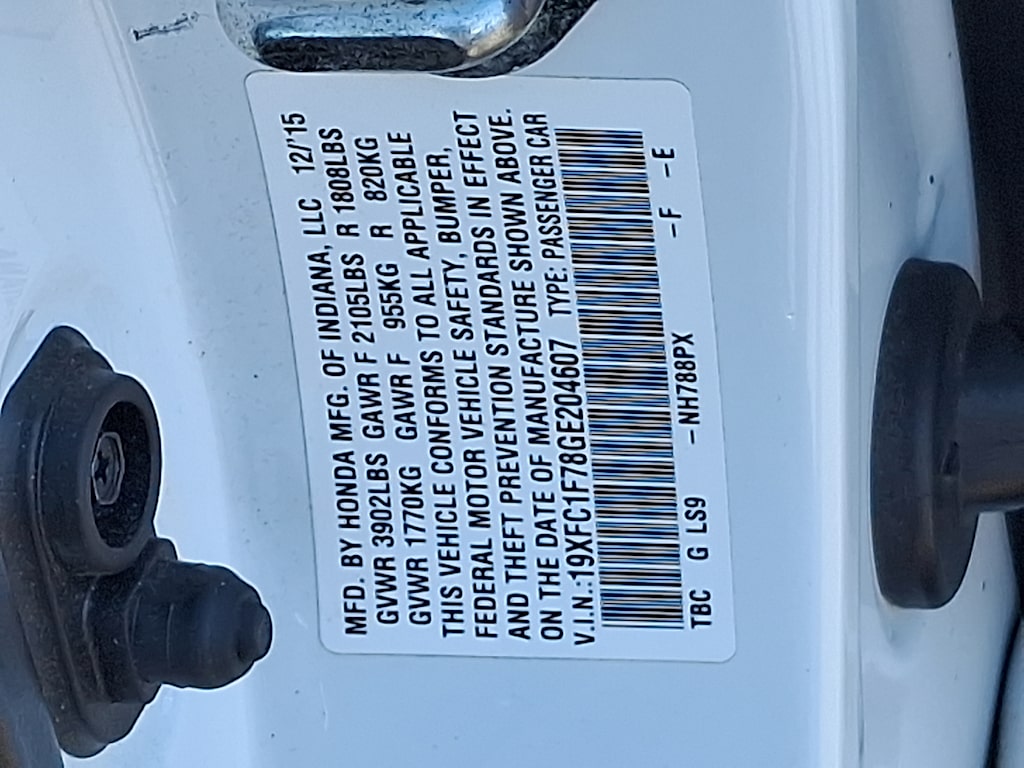 MFD. BY HONDA MFG. OF INDIANA, LLC 12/'15
GVWR 3902LBS GAWR F 2105LBS R 1808LBS
GVWR 1770KG GAWR F 955KG R 820KG
THIS VEHICLE CONFORMS TO ALL APPLICABLE
FEDERAL MOTOR VEHICLE SAFETY, BUMPER,
AND THEFT PREVENTION STANDARDS IN EFFECT
ON THE DATE OF MANUFACTURE SHOWN ABOVE.
V.I.N.:19XFC1F78GE204607 TYPE: PASSENGER CAR
TBC G LS9 -NH788PX -F -E